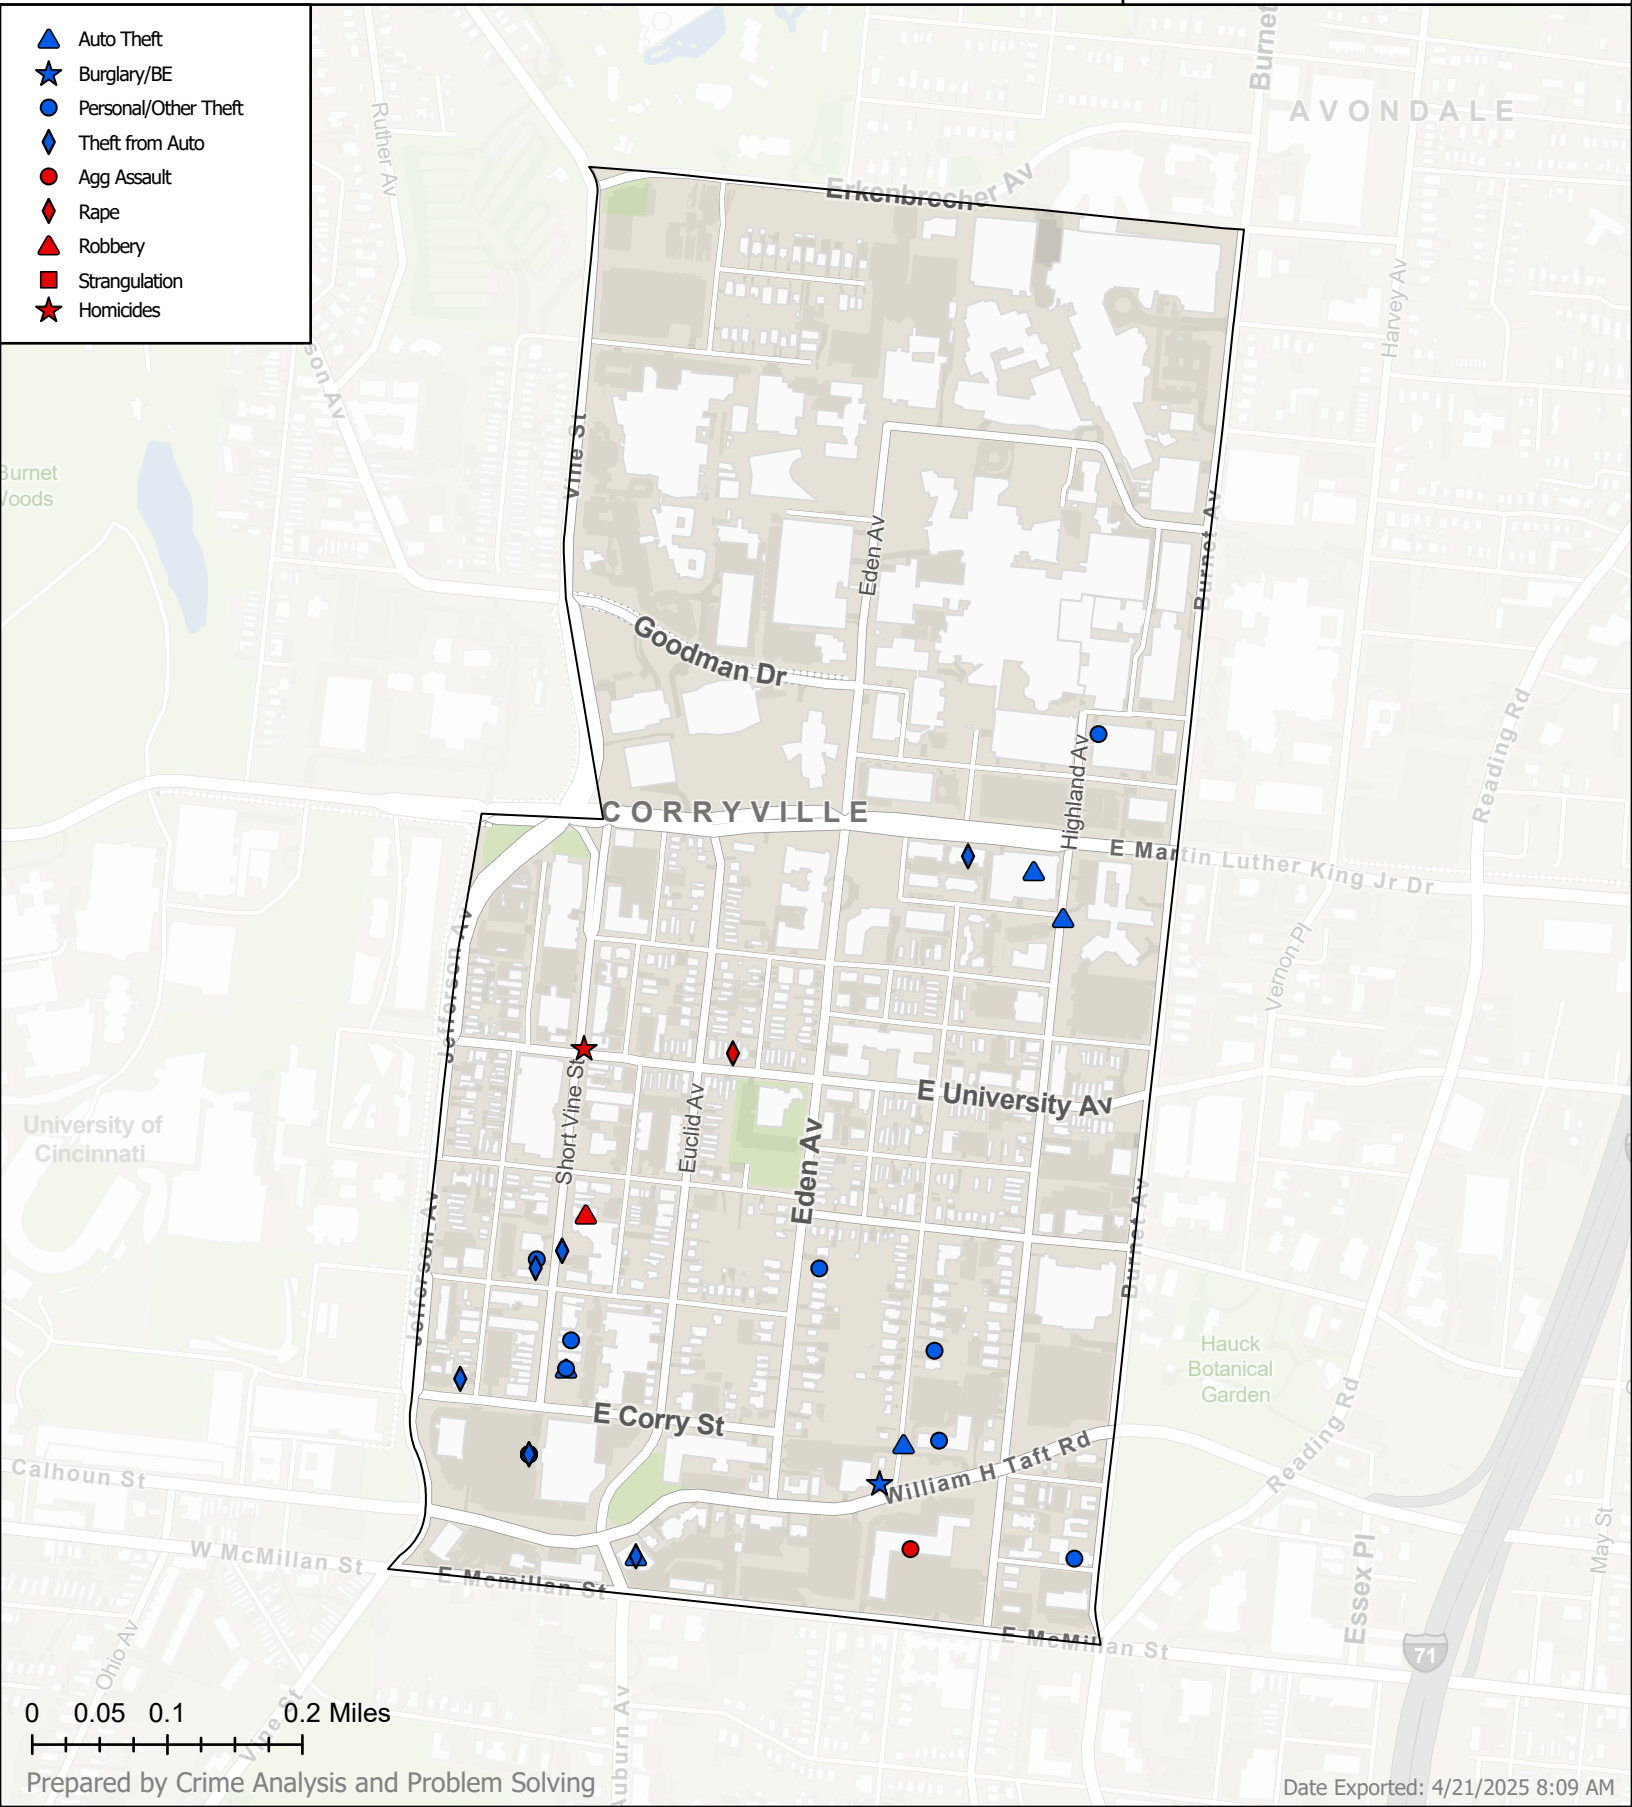 Auto Theft
Burglary/BE
Personal/Other Theft
Theft from Auto
Agg Assault
Rape
Robbery
Strangulation
Homicides
Burnet
AVONDALE
Ruther Av
Erkenbrecher Av
Harvey Av
son Av
Vine St
Burnet
Woods
Eden Av
Burnet Av
Goodman Dr
Reading Rd
Highland Av
CORRYVILLE
E Martin Luther King Jr Dr
Jefferson Av
Vernon Pl
E University Av
Short Vine St
Euclid Av
Eden Av
University of
Cincinnati
Jefferson Av
Burnet Av
Hauck
Botanical
Garden
E Corry St
William H Taft Rd
Reading Rd
Calhoun St
W McMillan St
E Mcmillan St
E McMillan St
Essex Pl
May St
71
Ohio Av
Vine St
Auburn Av
0 0.05 0.1 0.2 Miles
Prepared by Crime Analysis and Problem Solving
Date Exported: 4/21/2025 8:09 AM